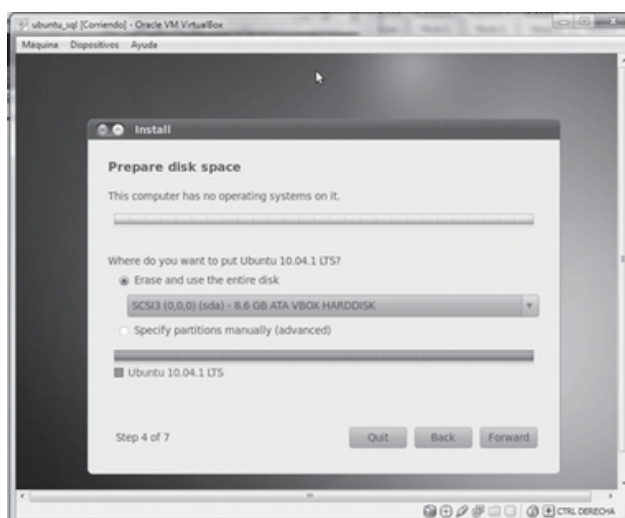 ubuntu_sql [Corriendo] - Oracle VM VirtualBox
Máquina Dispositivos Ayuda
Install
Prepare disk space
This computer has no operating systems on it.
Where do you want to put Ubuntu 10.04.1 LTS?
Erase and use the entire disk
SCSI3 (0,0,0) (sda) - 8.6 GB ATA VBOX HARDDISK
Specify partitions manually (advanced)
Ubuntu 10.04.1 LTS
Step 4 of 7
Quit Back Forward
CTRL DERECHA